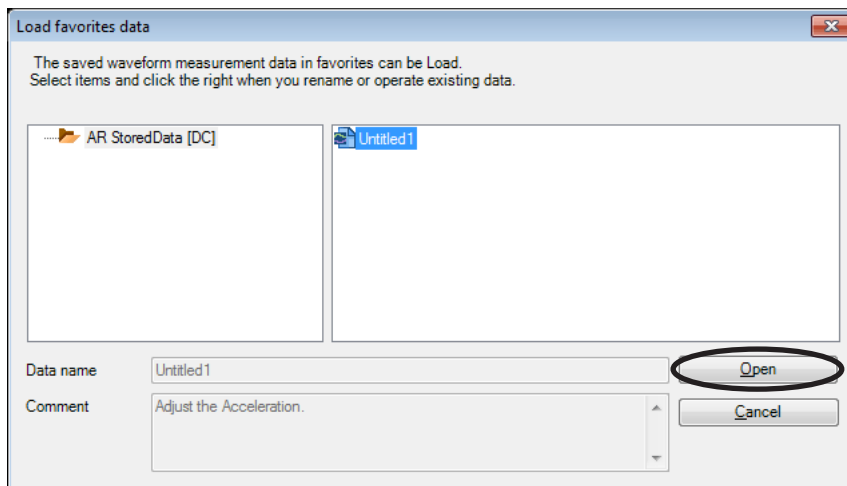 Load favorites data
The saved waveform measurement data in favorites can be Load.
Select items and click the right when you rename or operate existing data.
AR StoredData [DC]
Untitled1
Data name
Untitled1
Open
Comment
Adjust the Acceleration.
Cancel